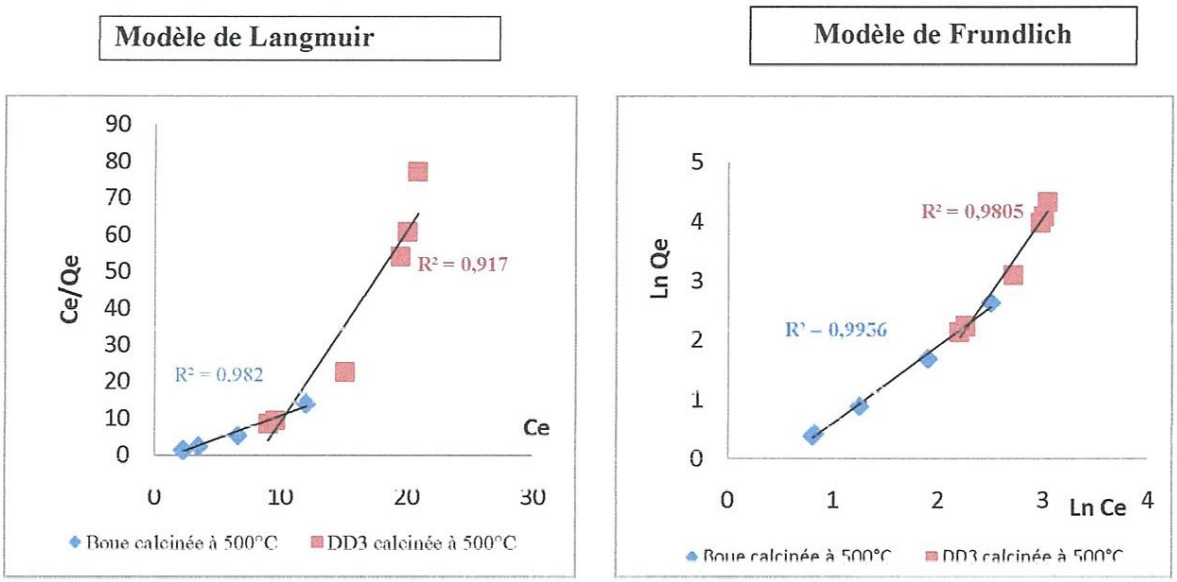 Modèle de Langmuir
Ce/Qe
90
80
70
60
50
40
30
20
10
0
R² = 0,917
R² = 0.982
Ce
0
10
20
30
Boue calcinée à 500°C
DD3 calcinée à 500°C
Modèle de Frundlich
Ln Qe
5
4
3
2
1
0
R² = 0,9805
R² – 0,9956
0
1
2
3
Ln Ce
4
Boue calcinée à 500°C
DD3 calcinée à 500°C